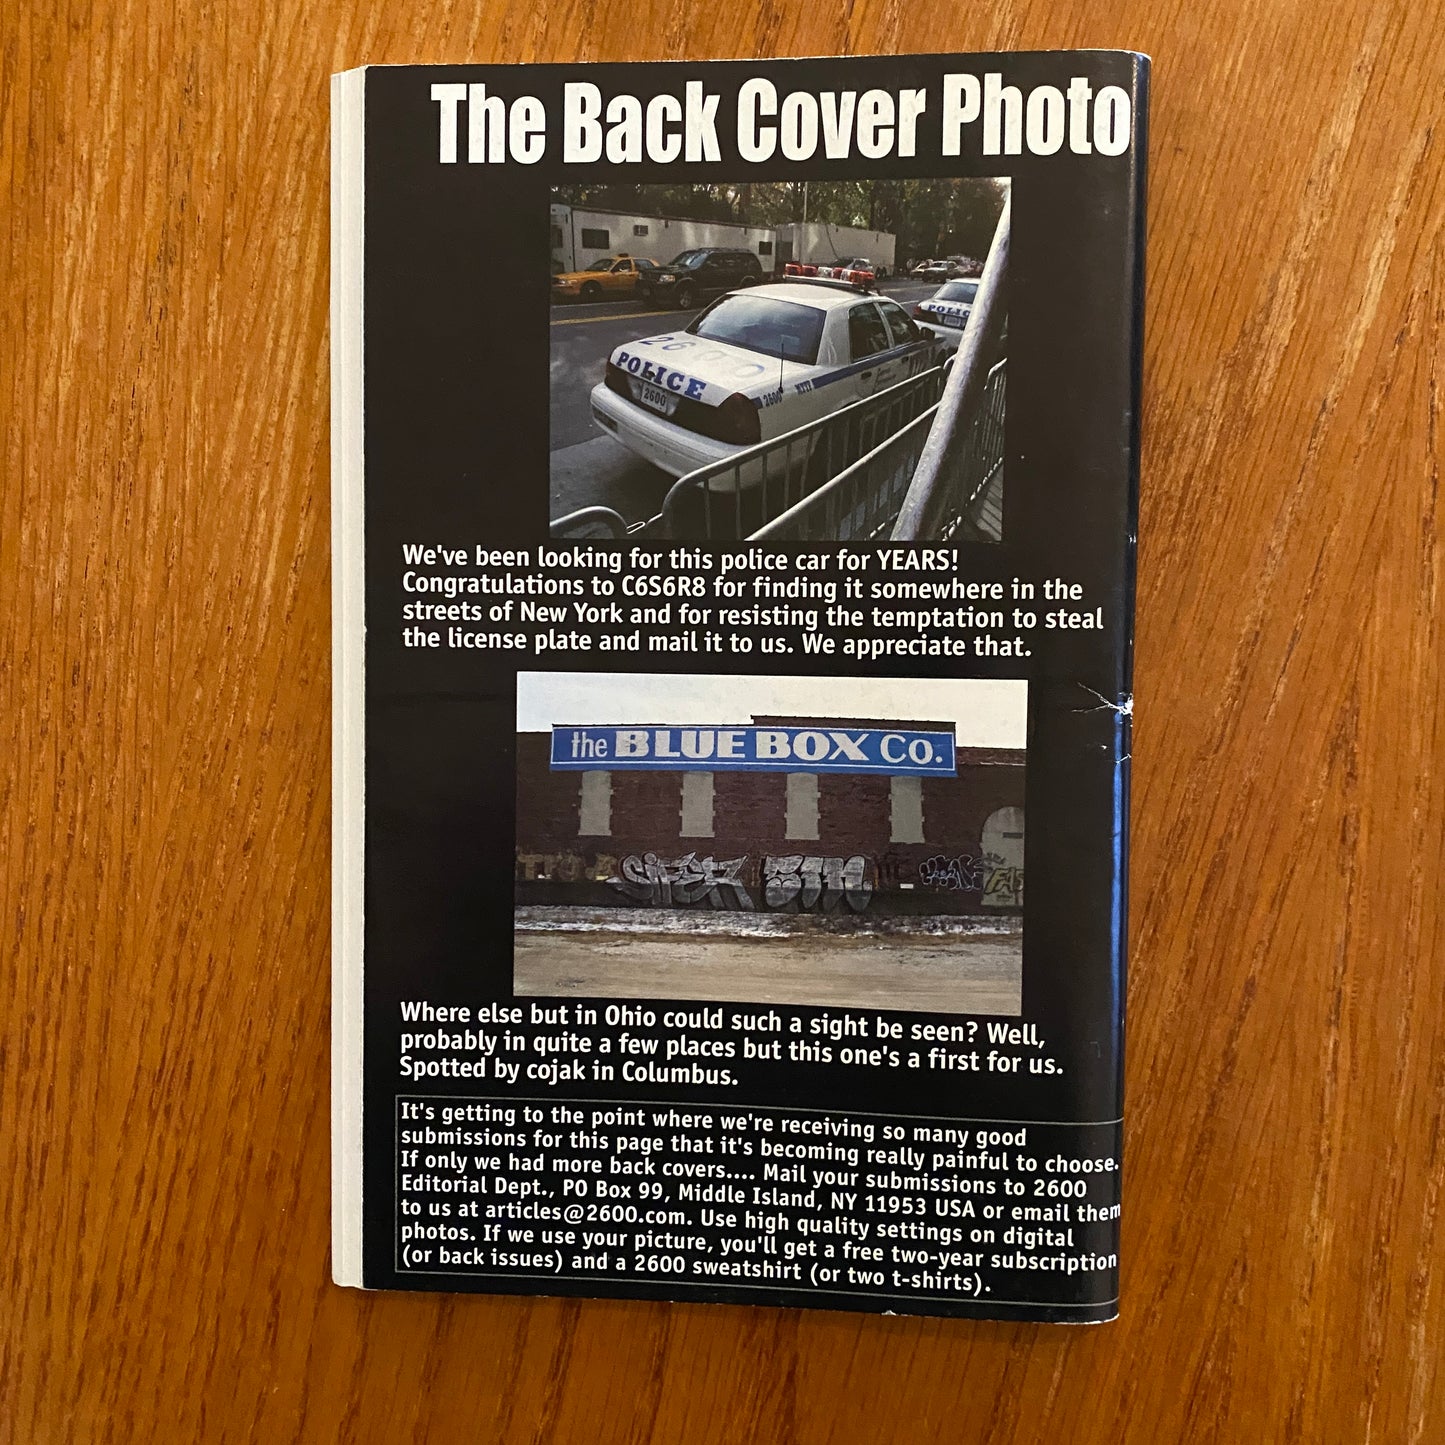 The Back Cover Photo
2600
POLICE
2600
2600
NYPD
POLICE
We've been looking for this police car for YEARS!
Congratulations to C6S6R8 for finding it somewhere in the
streets of New York and for resisting the temptation to steal
the license plate and mail it to us. We appreciate that.
the BLUE BOX Co.
Where else but in Ohio could such a sight be seen? Well,
probably in quite a few places but this one's a first for us.
Spotted by cojak in Columbus.
It's getting to the point where we're receiving so many good
submissions for this page that it's becoming really painful to choose.
If only we had more back covers.... Mail your submissions to 2600
Editorial Dept., PO Box 99, Middle Island, NY 11953 USA or email them
to us at articles@2600.com. Use high quality settings on digital
photos. If we use your picture, you'll get a free two-year subscription
(or back issues) and a 2600 sweatshirt (or two t-shirts).